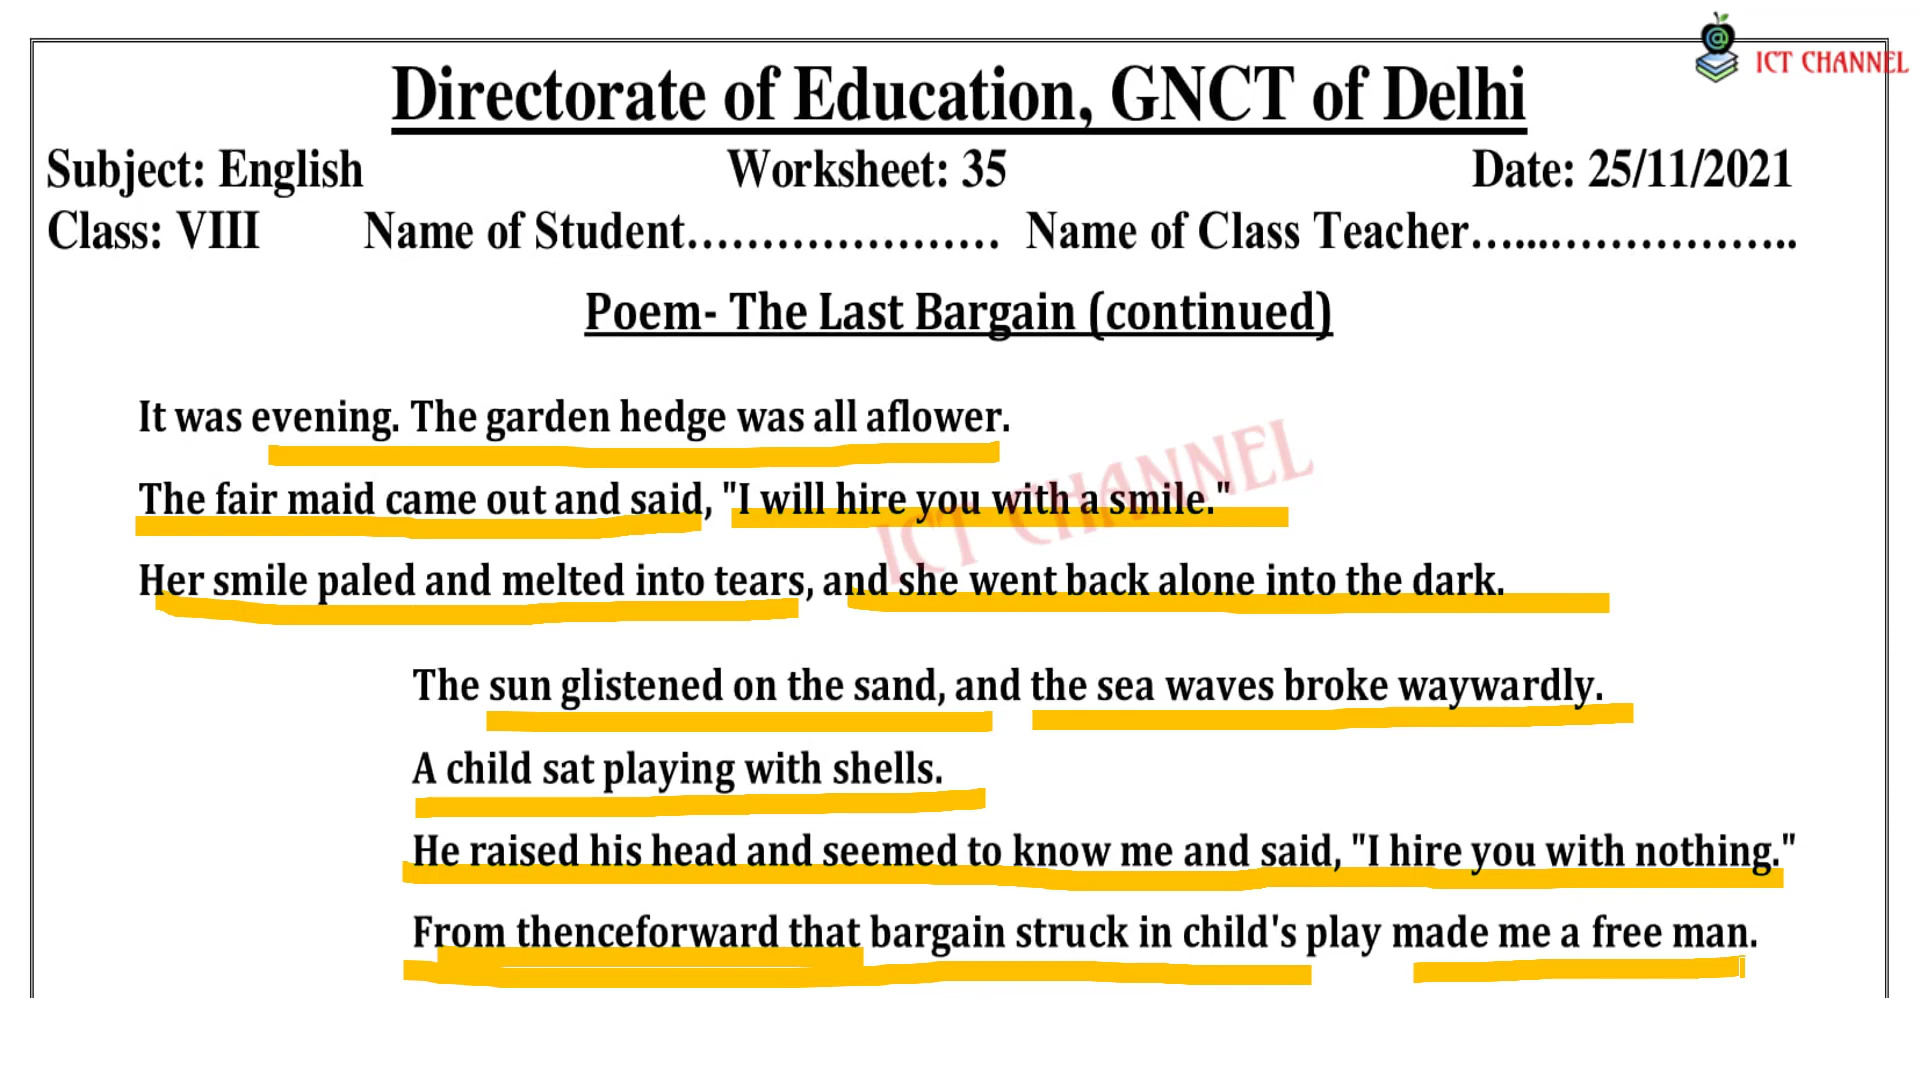 @
ICT CHANNEL
Directorate of Education, GNCT of Delhi
Subject: English Worksheet: 35 Date: 25/11/2021
Class: VIII Name of Student………………… Name of Class Teacher…...……………..
Poem- The Last Bargain (continued)
It was evening. The garden hedge was all aflower.
The fair maid came out and said, "I will hire you with a smile."
Her smile paled and melted into tears, and she went back alone into the dark.
ICT CHANNEL
The sun glistened on the sand, and the sea waves broke waywardly.
A child sat playing with shells.
He raised his head and seemed to know me and said, "I hire you with nothing."
From thenceforward that bargain struck in child's play made me a free man.